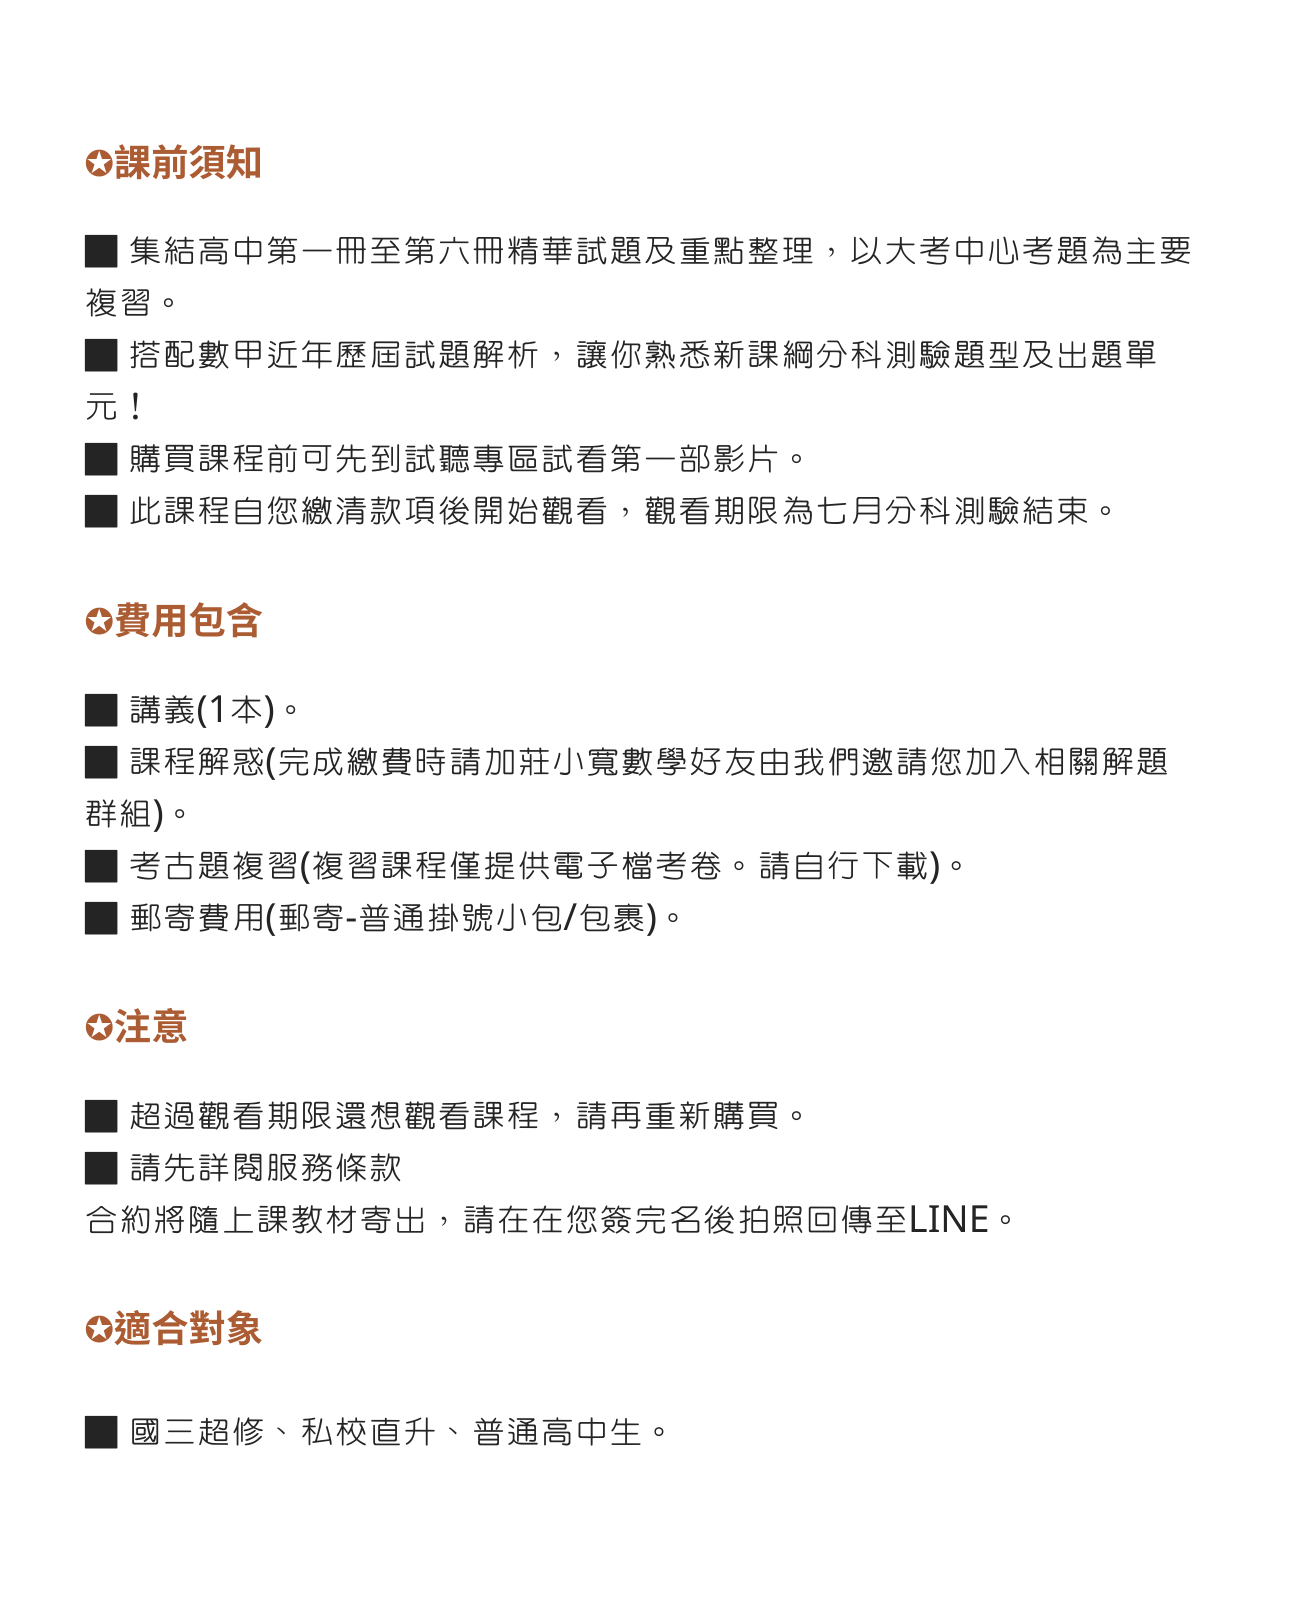 ✪課前須知
■ 集結高中第一冊至第六冊精華試題及重點整理，以大考中心考題為主要
複習。
■ 搭配數甲近年歷屆試題解析，讓你熟悉新課綱分科測驗題型及出題單
元！
■ 購買課程前可先到試聽專區試看第一部影片。
■ 此課程自您繳清款項後開始觀看，觀看期限為七月分科測驗結束。
✪費用包含
■ 講義(1本)。
■ 課程解惑(完成繳費時請加莊小寬數學好友由我們邀請您加入相關解題
群組)。
■ 考古題複習(複習課程僅提供電子檔考卷。請自行下載)。
■ 郵寄費用(郵寄-普通掛號小包/包裹)。
✪注意
■ 超過觀看期限還想觀看課程，請再重新購買。
■ 請先詳閱服務條款
合約將隨上課教材寄出，請在在您簽完名後拍照回傳至LINE。
✪適合對象
■ 國三超修、私校直升、普通高中生。